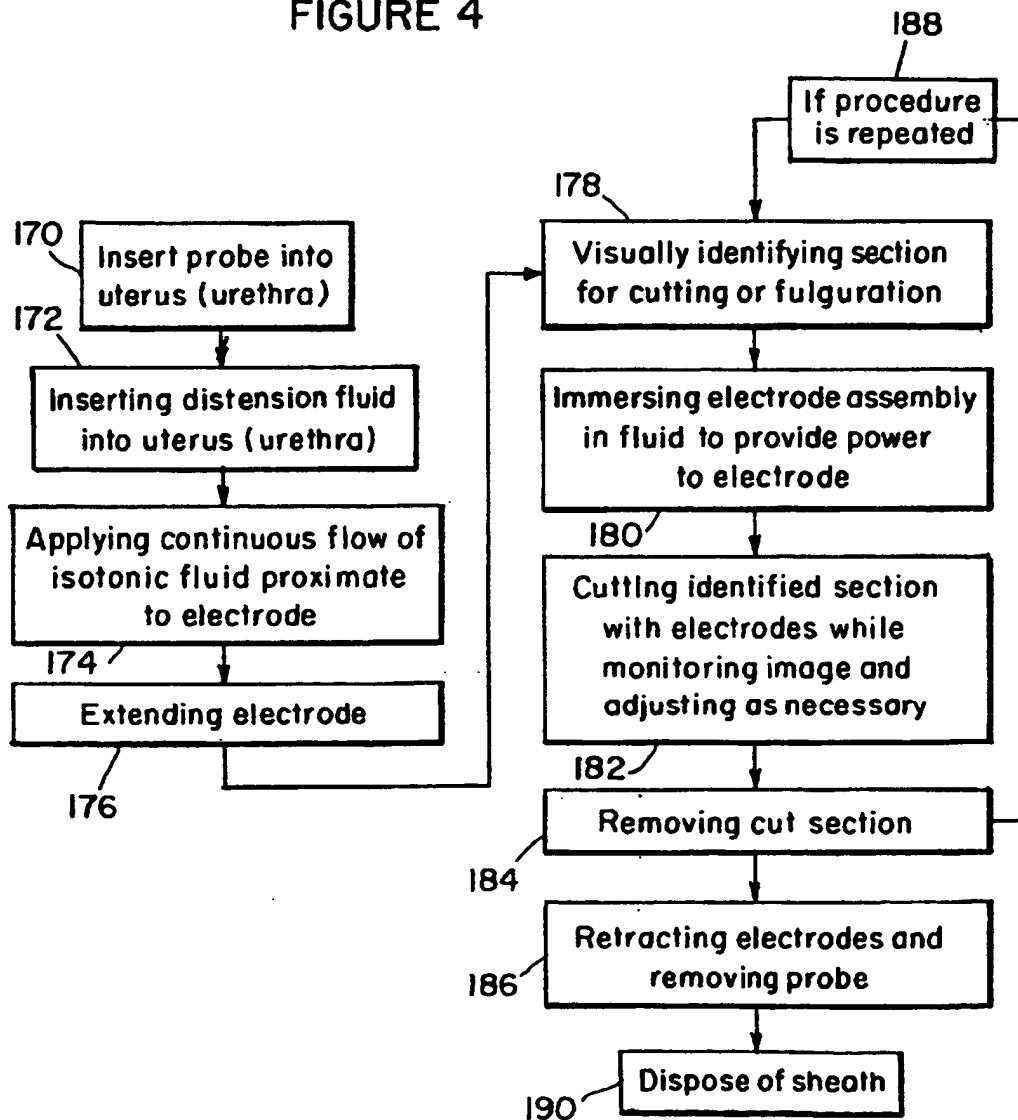 FIGURE 4
170
Insert probe into
uterus (urethra)
172
Inserting distension fluid
into uterus (urethra)
Applying continuous flow of
isotonic fluid proximate
to electrode
174
Extending electrode
176
188
If procedure
is repeated
178
Visually identifying section
for cutting or fulguration
Immersing electrode assembly
in fluid to provide power
to electrode
180
Cutting identified section
with electrodes while
monitoring image and
adjusting as necessary
182
Removing cut section
184
Retracting electrodes and
removing probe
186
Dispose of sheath
190